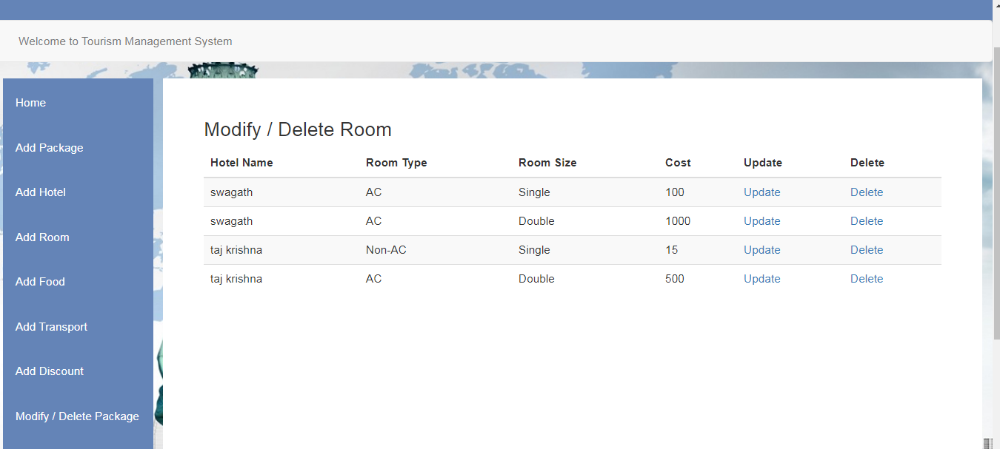 Welcome to Tourism Management System
Home
Add Package
Add Hotel
Add Room
Add Food
Add Transport
Add Discount
Modify / Delete Package
Modify / Delete Room
Hotel Name Room Type Room Size Cost Update Delete
swagath AC Single 100 Update Delete
swagath AC Double 1000 Update Delete
taj krishna Non-AC Single 15 Update Delete
taj krishna AC Double 500 Update Delete